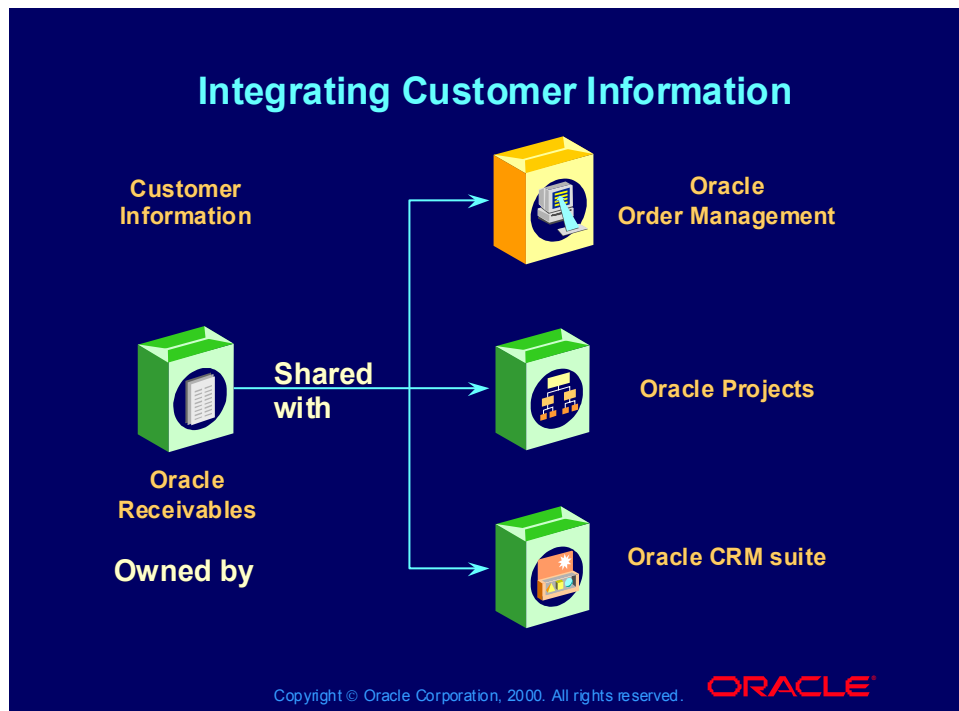 Integrating Customer Information
Customer
Information
Oracle
Order Management
Shared
with
Oracle Projects
Oracle
Receivables
Owned by
Oracle CRM suite
Copyright © Oracle Corporation, 2000. All rights reserved.
ORACLE®